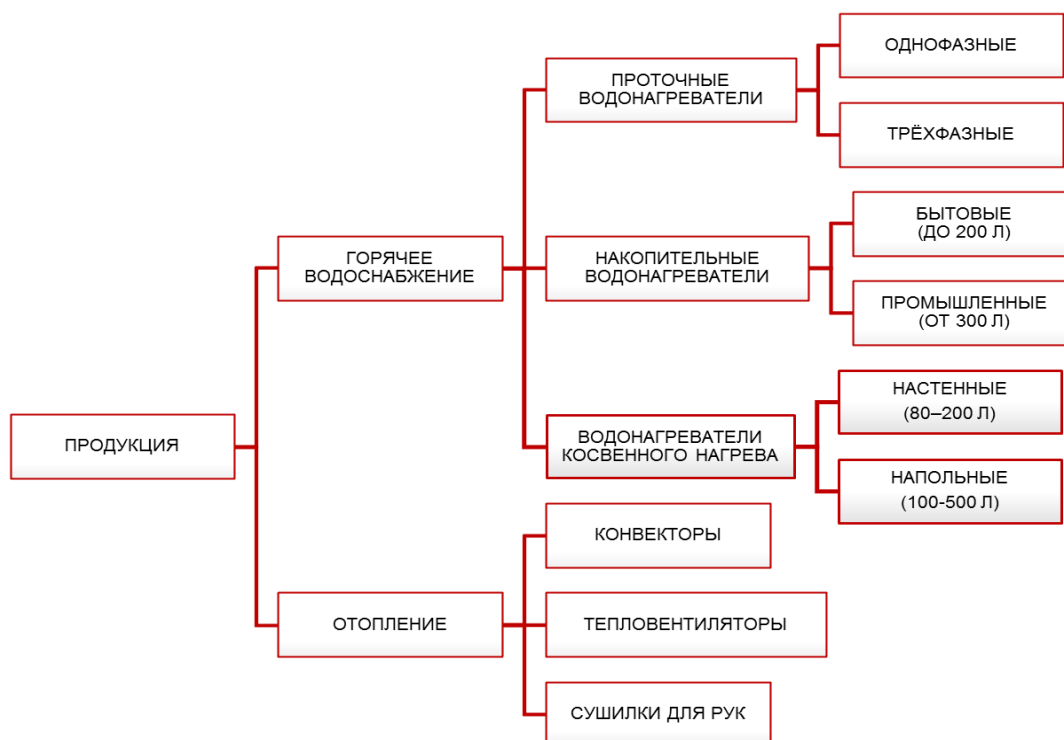 ПРОДУКЦИЯ
ГОРЯЧЕЕ
ВОДОСНАБЖЕНИЕ
ПРОТОЧНЫЕ
ВОДОНАГРЕВАТЕЛИ
ОДНОФАЗНЫЕ
ТРЁХФАЗНЫЕ
НАКОПИТЕЛЬНЫЕ
ВОДОНАГРЕВАТЕЛИ
БЫТОВЫЕ
(ДО 200 Л)
ПРОМЫШЛЕННЫЕ
(ОТ 300 Л)
ВОДОНАГРЕВАТЕЛИ
КОСВЕННОГО НАГРЕВА
НАСТЕННЫЕ
(80–200 Л)
НАПОЛЬНЫЕ
(100-500 Л)
ОТОПЛЕНИЕ
КОНВЕКТОРЫ
ТЕПЛОВЕНТИЛЯТОРЫ
СУШИЛКИ ДЛЯ РУК